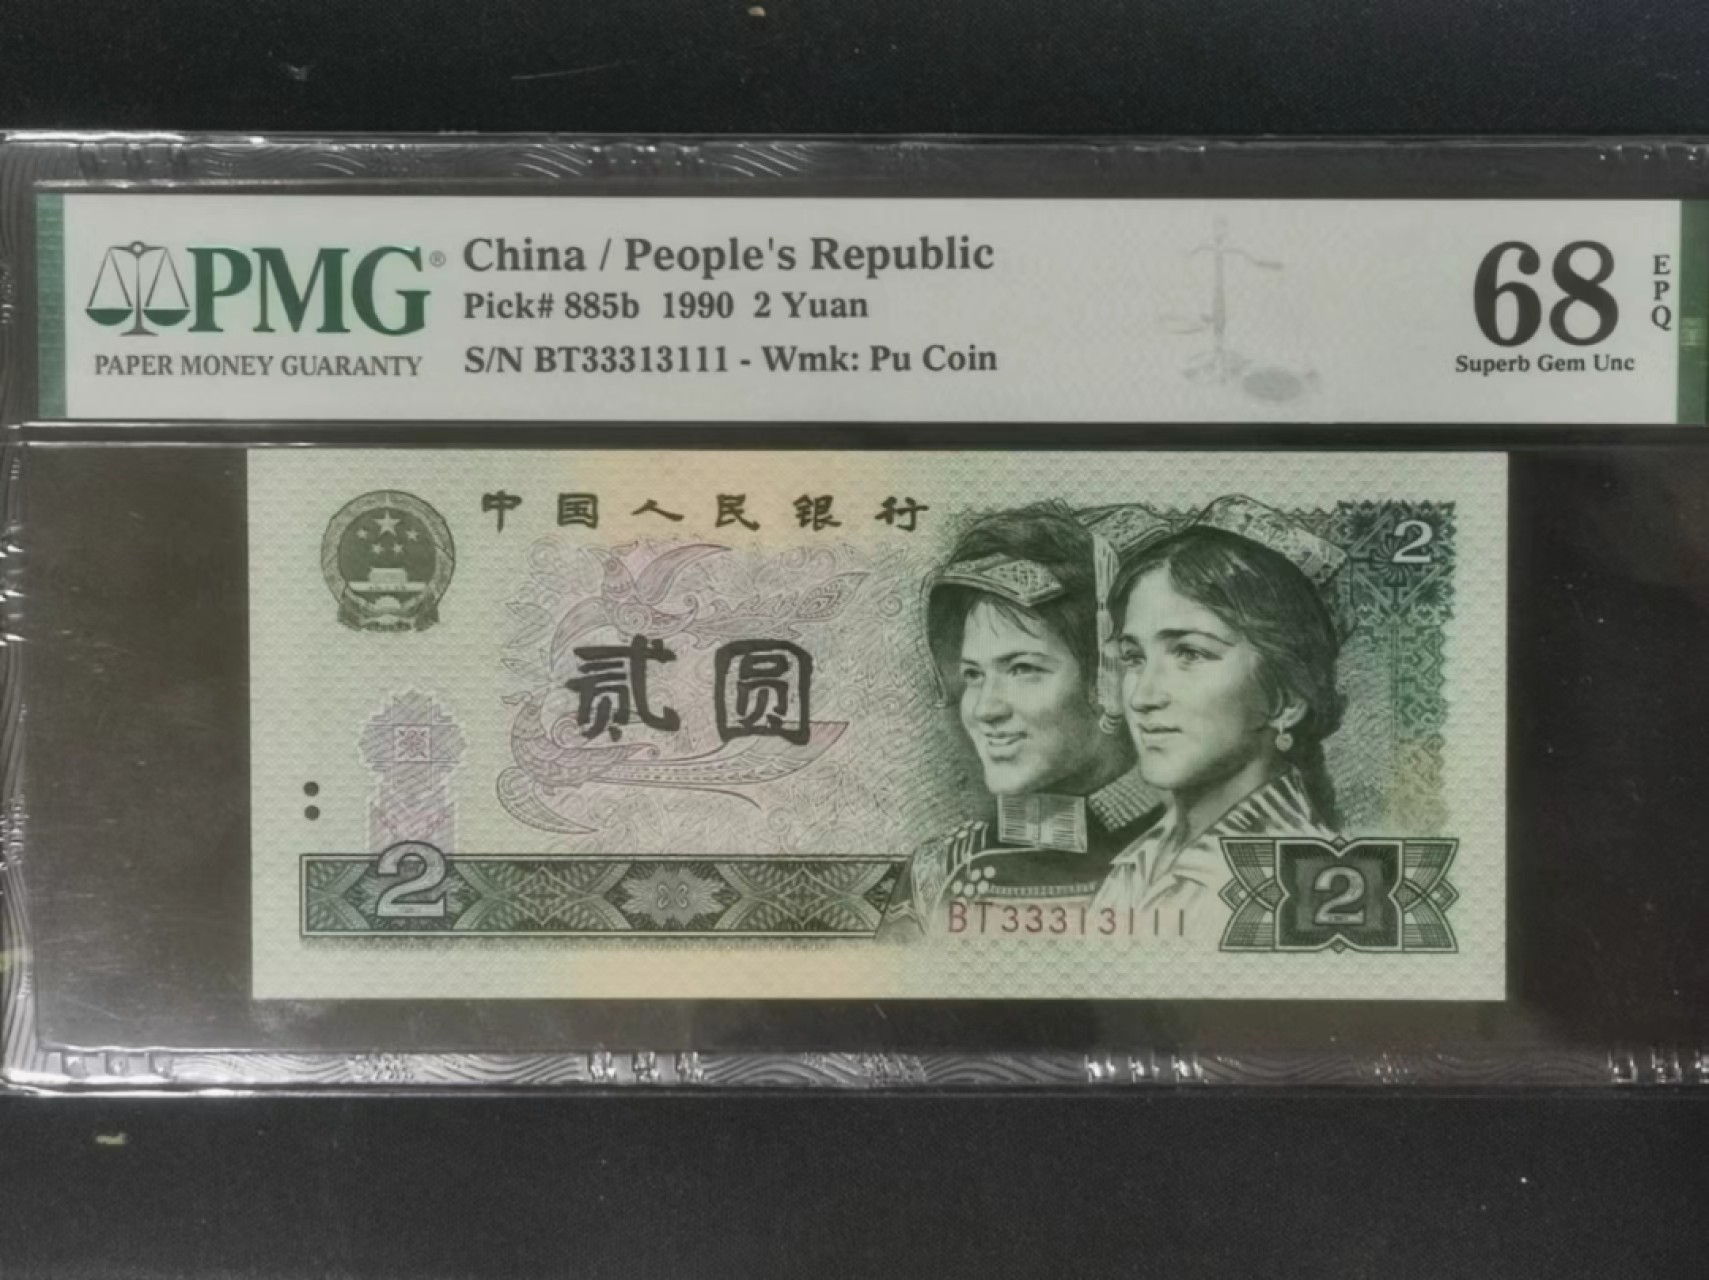 PMG®
PAPER MONEY GUARANTY
China / People's Republic
Pick# 885b 1990 2 Yuan
S/N BT33313111 - Wmk: Pu Coin
68
EPQ
Superb Gem Unc
中国人民银行
2
贰圆
2
BT33313111
2